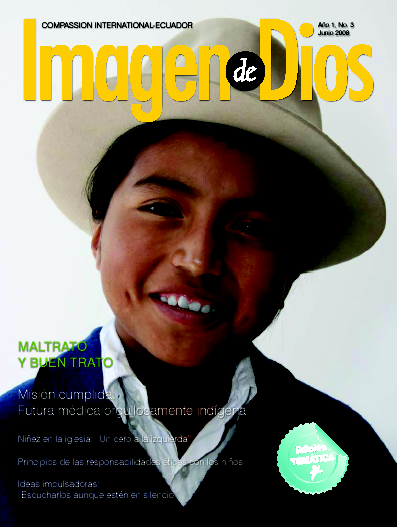 COMPASSION INTERNATIONAL-ECUADOR
Año 1, No. 3
Junio 2008
Imagen de Dios
MALTRATO
Y BUEN TRATO
Misión cumplida:
Futura médica orgullosamente indígena
Niñez en la iglesia: "Un cero a la Izquierda"
Principios de las responsabilidades éticas con los niños
Ideas impulsadoras:
"Escucharlos aunque estén en silencio"
Edición
TEMÁTICA